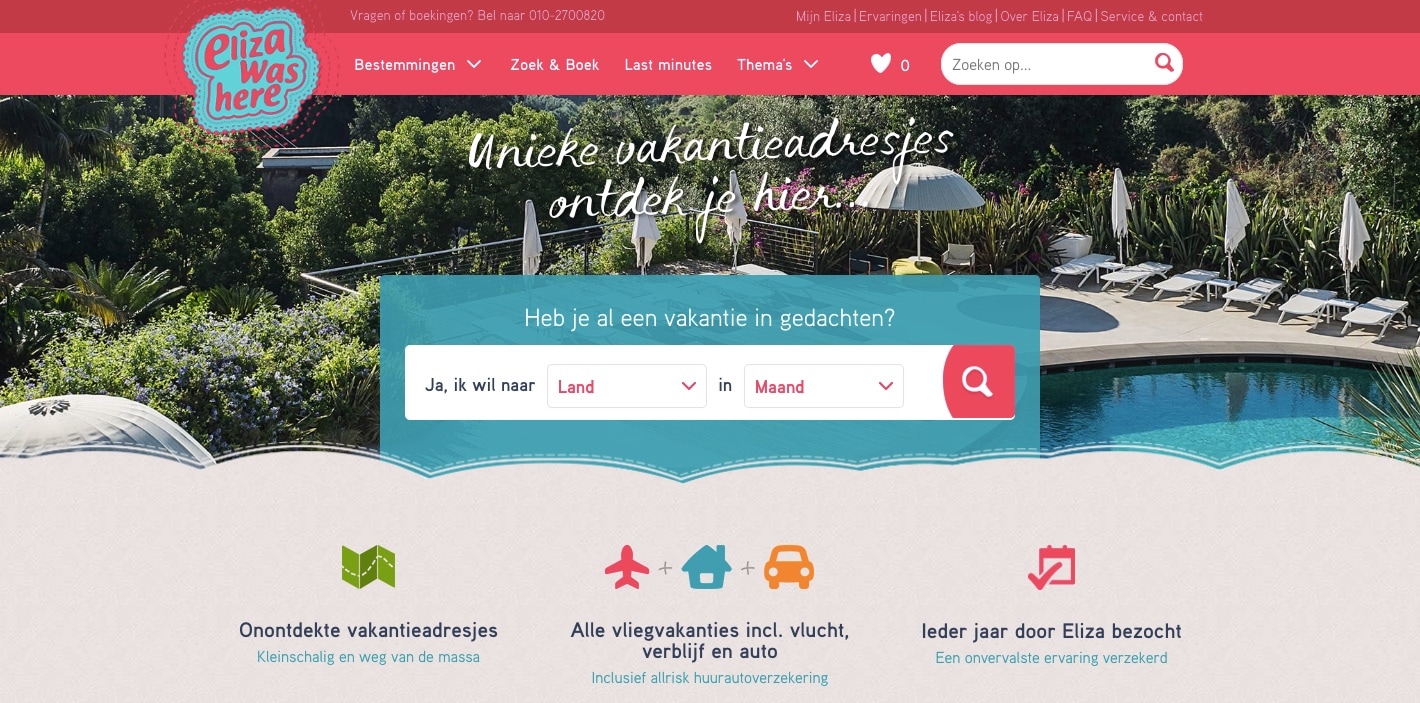 Vragen of boekingen? Bel naar 010-2700820
Mijn Eliza | Ervaringen | Eliza's blog | Over Eliza | FAQ | Service & contact
eliza
was
here
Bestemmingen
Zoek & Boek
Last minutes
Thema's
0
Zoeken op...
Unieke vakantieadresjes
ontdek je hier...
Heb je al een vakantie in gedachten?
Ja, ik wil naar
Land
in
Maand
Onontdekte vakantieadresjes
Kleinschalig en weg van de massa
Alle vliegvakanties incl. vlucht,
verblijf en auto
Inclusief allrisk huurautoverzekering
Ieder jaar door Eliza bezocht
Een onvervalste ervaring verzekerd